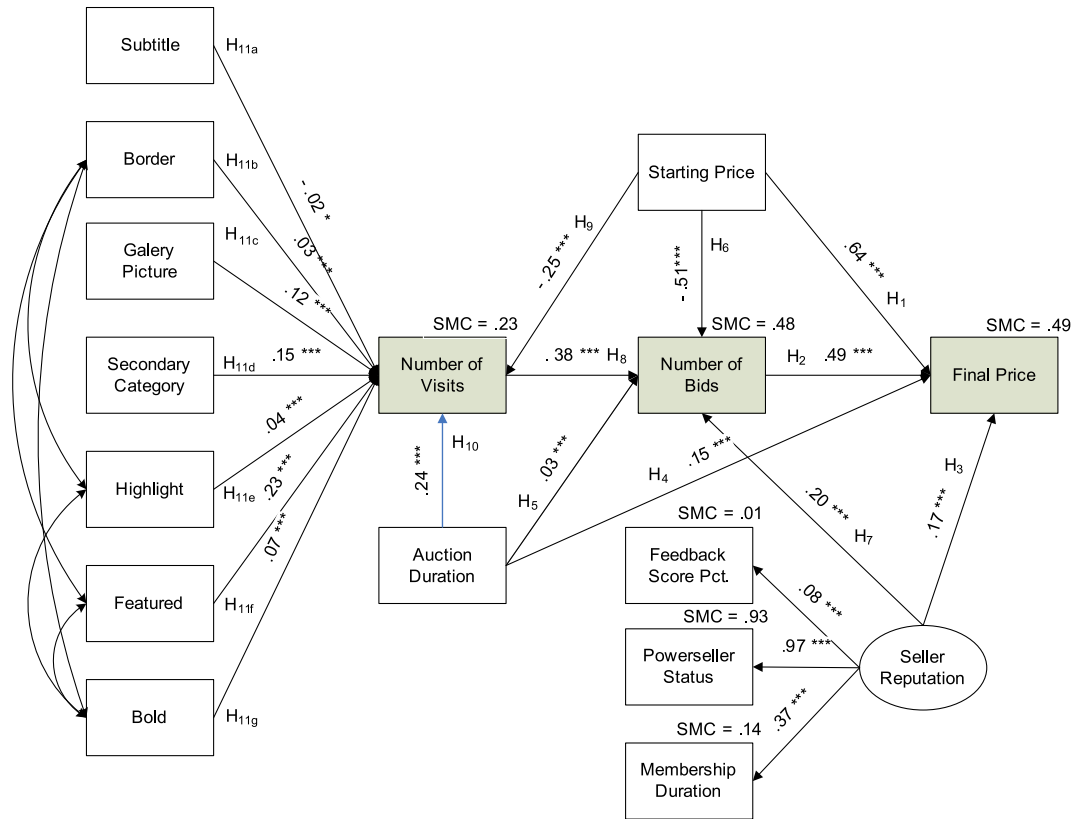 Subtitle
H11a
Border
H11b
Galery
Picture
H11c
Secondary
Category
H11d
Highlight
H11e
Featured
H11f
Bold
H11g
- .02 *
.03 ***
.12 ***
.15 ***
.04 ***
.23 ***
.07 ***
SMC = .23
Number of
Visits
.24 ***
H10
Auction
Duration
Starting Price
-.25 ***
H9
-.51***
H6
.64 ***
H1
. 38 ***
H8
SMC = .48
Number of
Bids
H2
.49 ***
SMC = .49
Final Price
H5
.03 ***
H4
.15 ***
.20 ***
H7
.17 ***
H3
SMC = .01
Feedback
Score Pct.
.08 ***
SMC = .93
Powerseller
Status
.97 ***
SMC = .14
Membership
Duration
.37 ***
Seller
Reputation